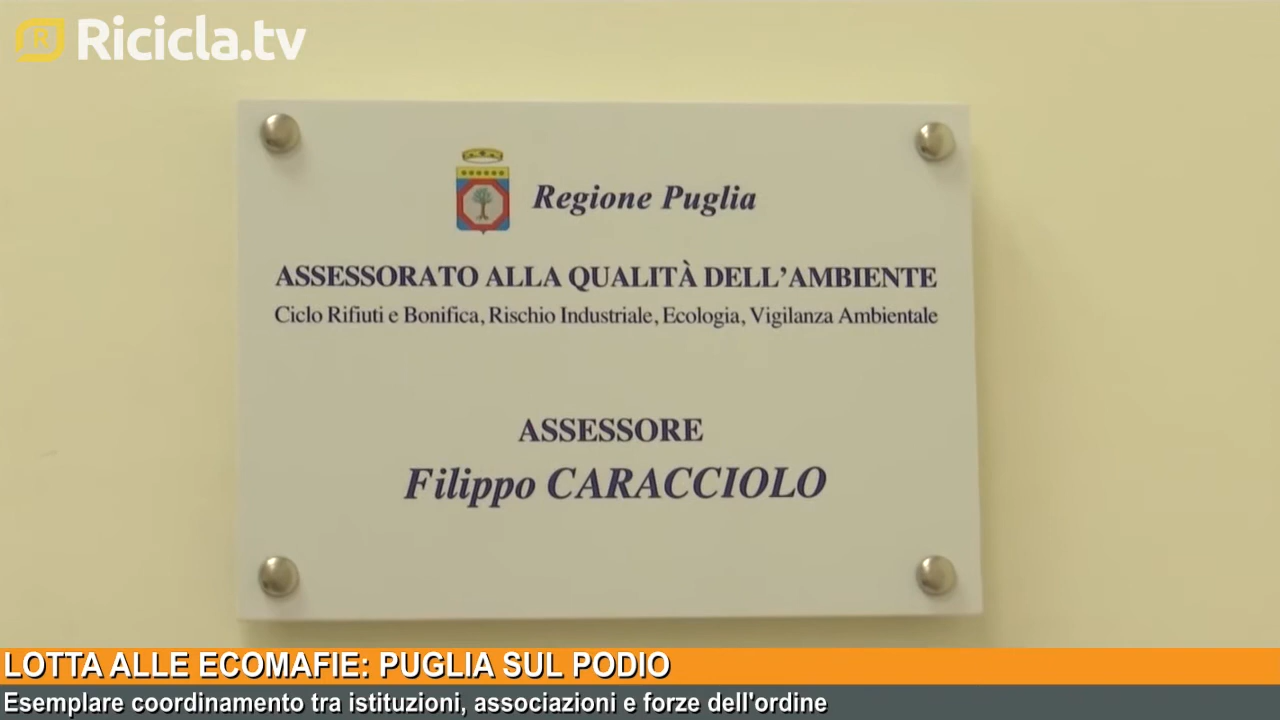 Ricicla.tv
Regione Puglia
ASSESSORATO ALLA QUALITÀ DELL'AMBIENTE
Ciclo Rifiuti e Bonifica, Rischio Industriale, Ecologia, Vigilanza Ambientale
ASSESSORE
Filippo CARACCIOLO
LOTTA ALLE ECOMAFIE: PUGLIA SUL PODIO
Esemplare coordinamento tra istituzioni, associazioni e forze dell'ordine